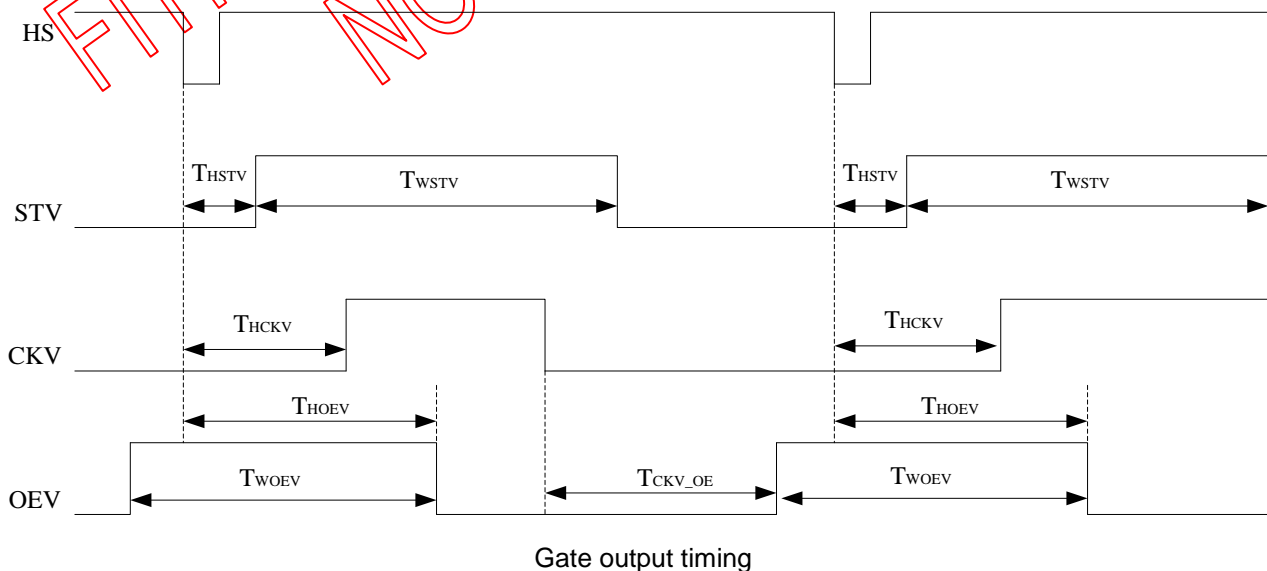 HS
THSTV
TWSTV
THSTV
TWSTV
STV
THCKV
THCKV
CKV
THOEV
THOEV
TWOEV
TCKV_OE
TWOEV
OEV
Gate output timing